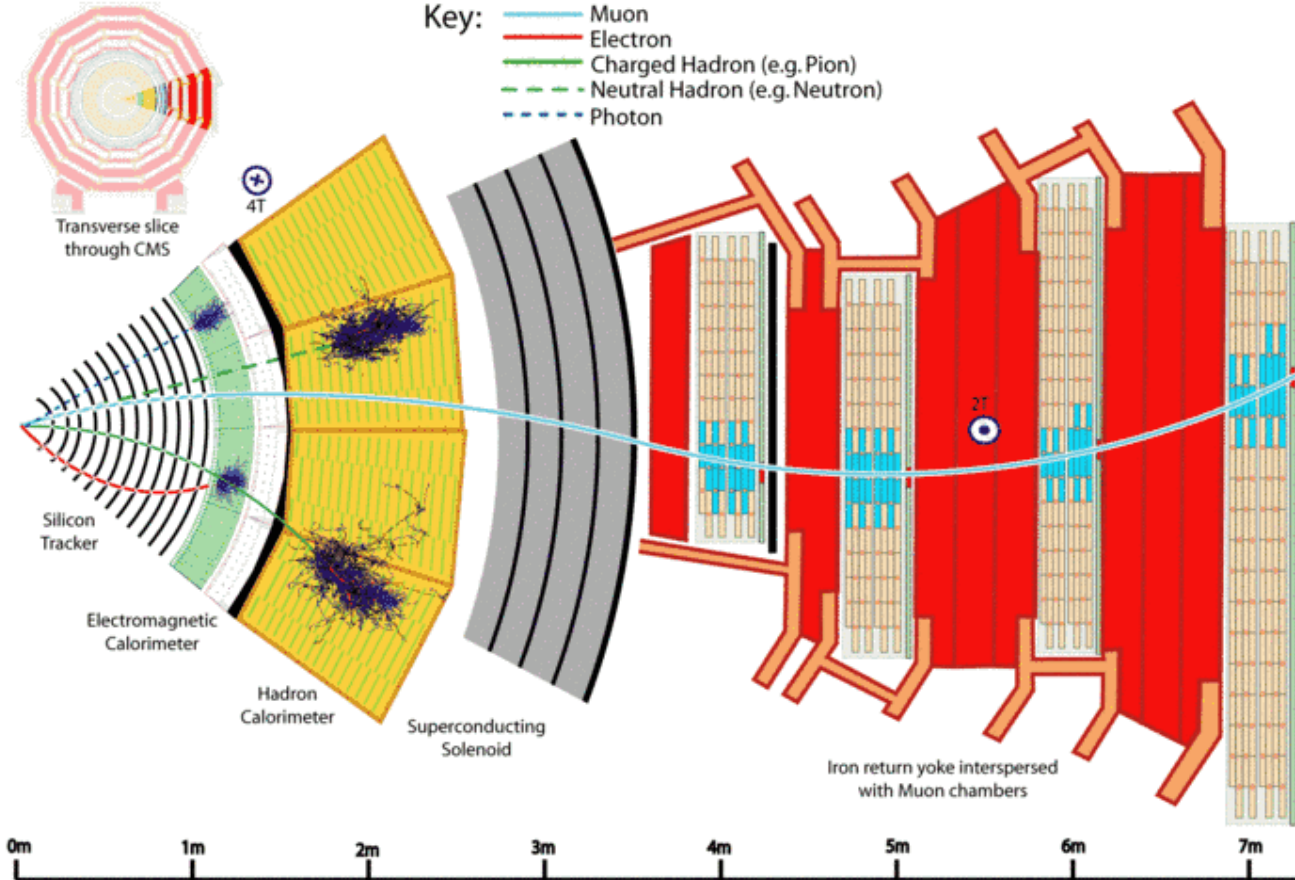 Key:
Muon
Electron
Charged Hadron (e.g. Pion)
Neutral Hadron (e.g. Neutron)
Photon
Transverse slice
through CMS
4T
2T
Silicon
Tracker
Electromagnetic
Calorimeter
Hadron
Calorimeter
Superconducting
Solenoid
Iron return yoke interspersed
with Muon chambers
0m 1m 2m 3m 4m 5m 6m 7m